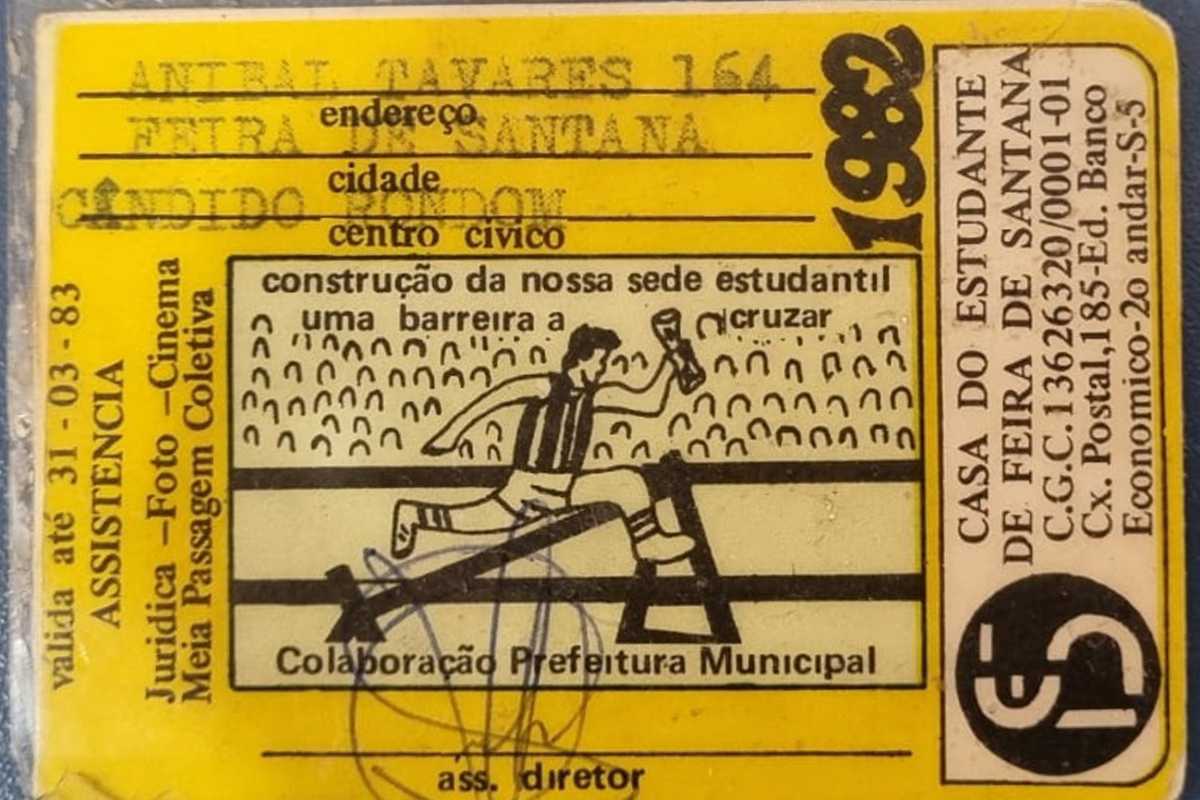 ANIBAL TAVARES 164
endereço
FEIRA DE SANTANA
cidade
CÂNDIDO RONDOM
centro civico
1982
valida até 31-03-83
ASSISTENCIA
Juridica -Foto -Cinema
Meia Passagem Coletiva
construção da nossa sede estudantil
uma barreira a cruzar
Colaboração Prefeitura Municipal
ass. diretor
CASA DO ESTUDANTE
DE FEIRA DE SANTANA
C.G.C.13626320/0001-01
Cx. Postal,185-Ed. Banco
Economico-2o andar-S-5